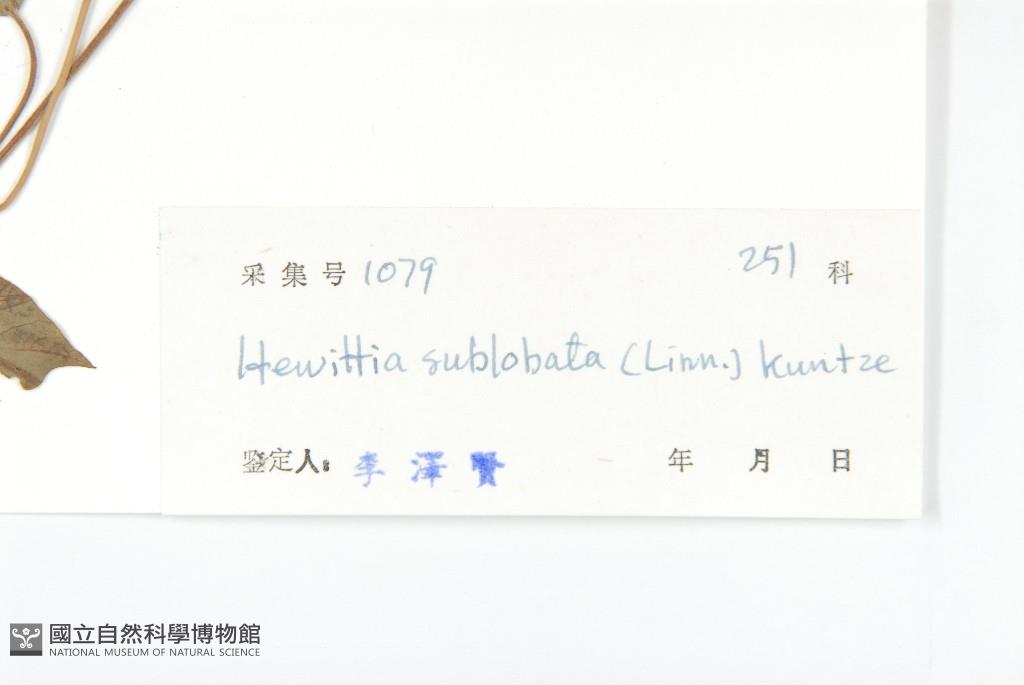 采集号 1079 251 科
Hewittia sublobata (Linn.) Kuntze
鉴定人: 李澤賢 年 月 日
國立自然科學博物館
NATIONAL MUSEUM OF NATURAL SCIENCE